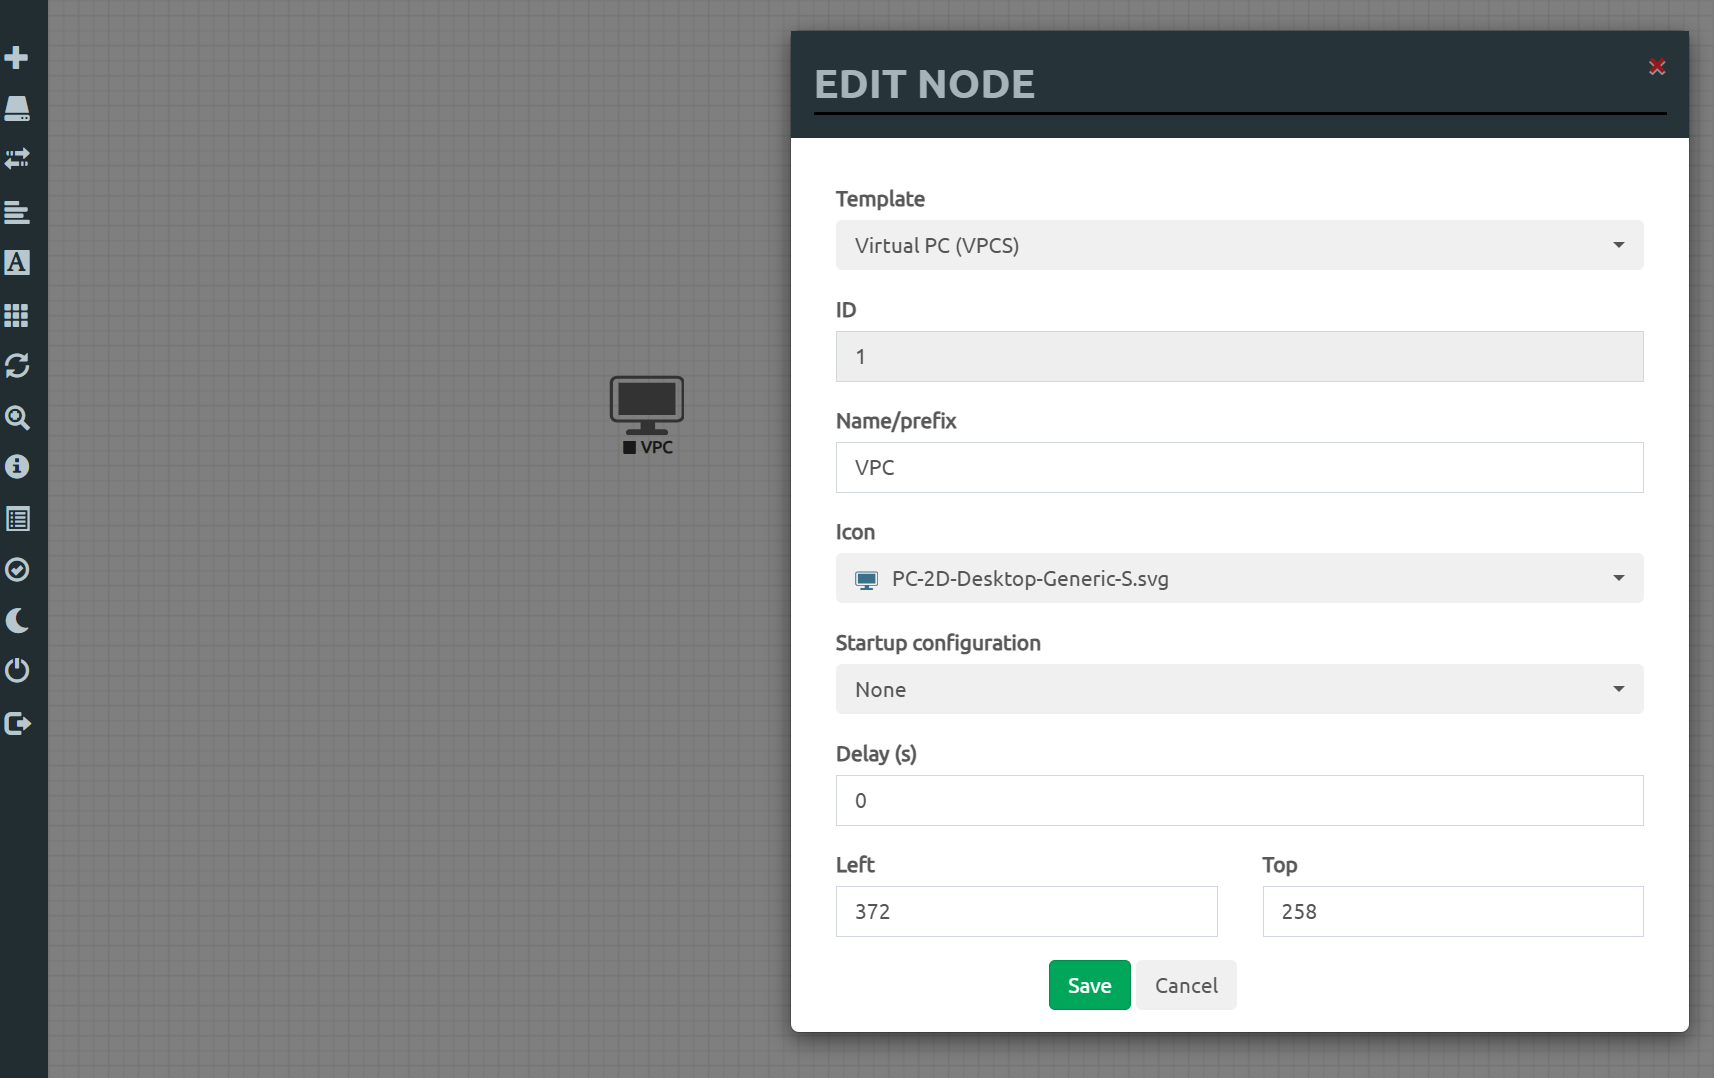 EDIT NODE
Template
Virtual PC (VPCS)
ID
1
Name/prefix
VPC
Icon
PC-2D-Desktop-Generic-S.svg
Startup configuration
None
Delay (s)
0
Left
Top
372
258
Save
Cancel
VPC
A